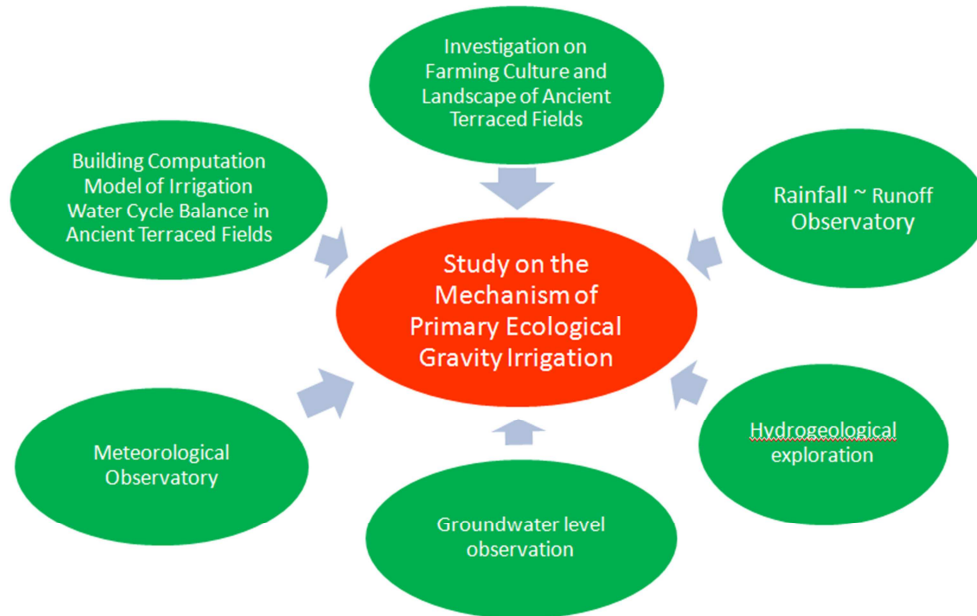 Investigation on
Farming Culture and
Landscape of Ancient
Terraced Fields
Building Computation
Model of Irrigation
Water Cycle Balance in
Ancient Terraced Fields
Rainfall ~ Runoff
Observatory
Study on the
Mechanism of
Primary Ecological
Gravity Irrigation
Meteorological
Observatory
Hydrogeological
exploration
Groundwater level
observation